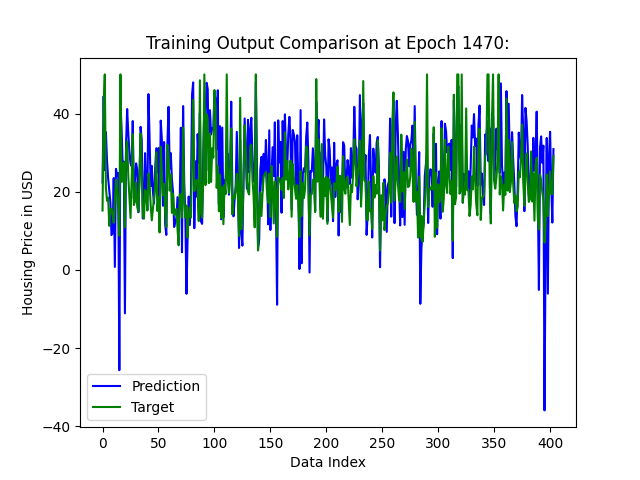 Training Output Comparison at Epoch 1470:
Housing Price in USD
40
20
0
−20
−40
Prediction
Target
0 50 100 150 200 250 300 350 400
Data Index